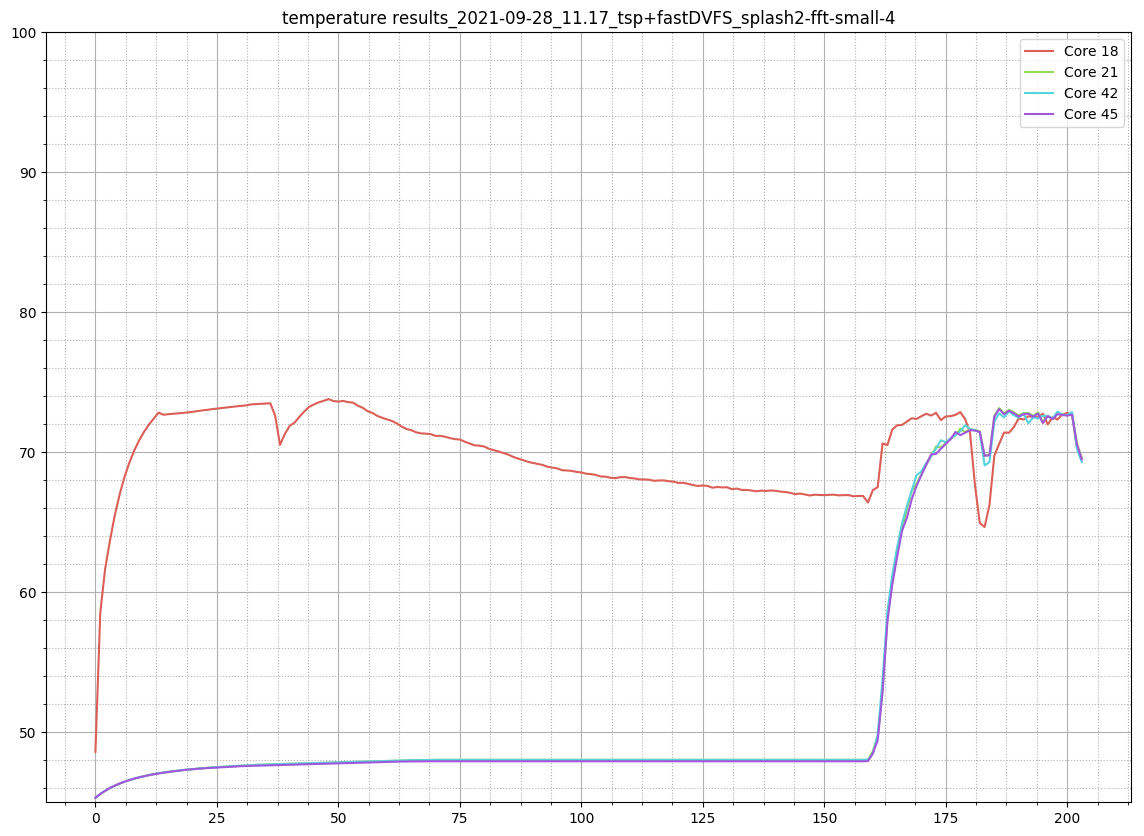 temperature results_2021-09-28_11.17_tsp+fastDVFS_splash2-fft-small-4
Core 18
Core 21
Core 42
Core 45
100
90
80
70
60
50
0 25 50 75 100 125 150 175 200